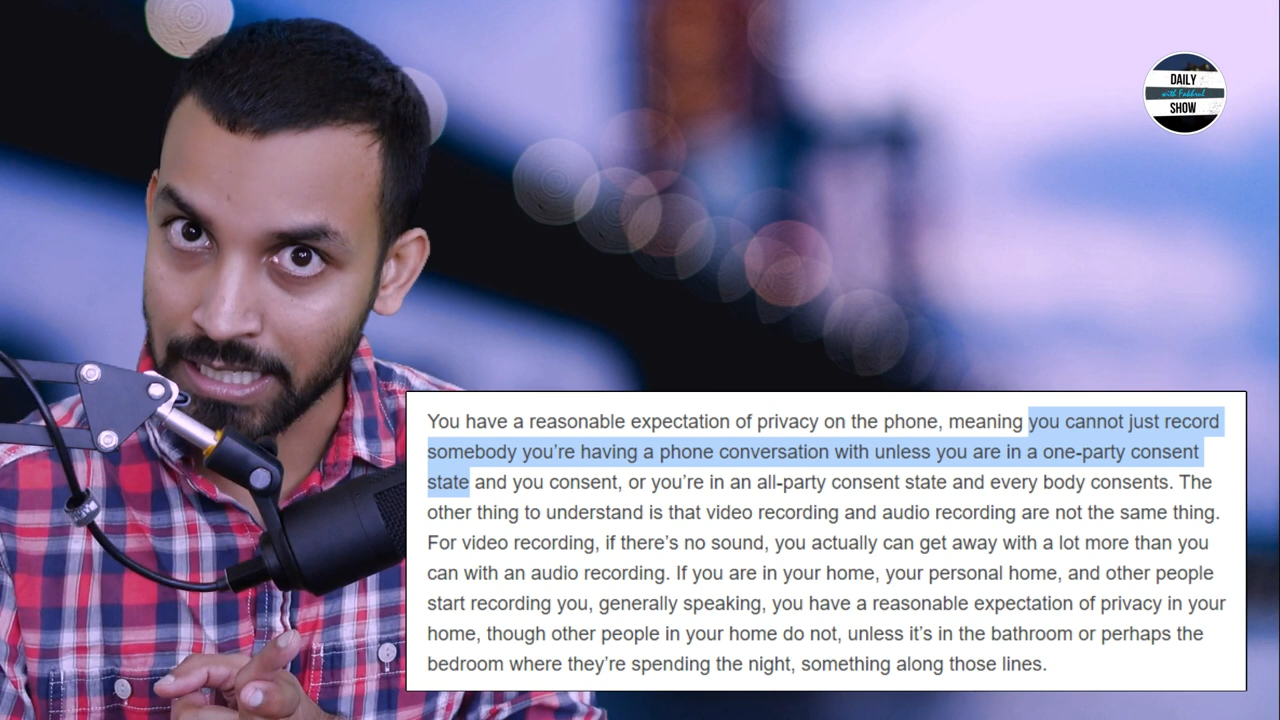 DAILY
with Fakhrul
SHOW
You have a reasonable expectation of privacy on the phone, meaning you cannot just record
somebody you’re having a phone conversation with unless you are in a one-party consent
state and you consent, or you’re in an all-party consent state and every body consents. The
other thing to understand is that video recording and audio recording are not the same thing.
For video recording, if there’s no sound, you actually can get away with a lot more than you
can with an audio recording. If you are in your home, your personal home, and other people
start recording you, generally speaking, you have a reasonable expectation of privacy in your
home, though other people in your home do not, unless it’s in the bathroom or perhaps the
bedroom where they’re spending the night, something along those lines.